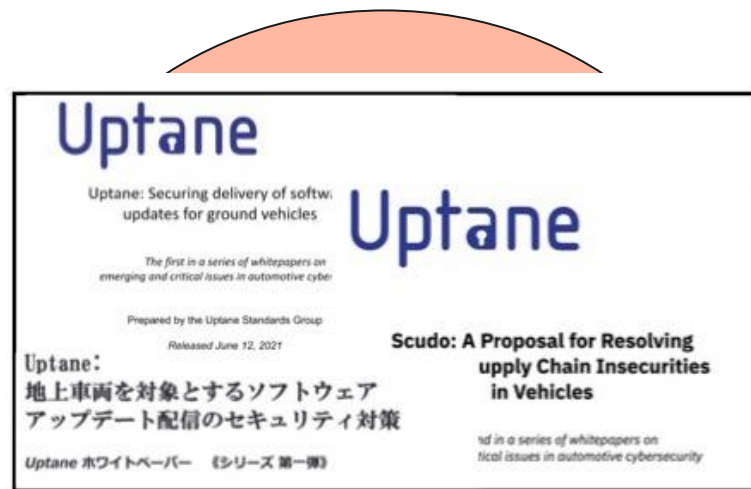 Uptane
Uptane: Securing delivery of softw
updates for ground vehicles
The first in a series of whitepapers on
emerging and critical issues in automotive cyber
Prepared by the Uptane Standards Group
Released June 12, 2021
Uptane:
地上車両を対象とするソフトウェア
アップデート配信のセキュリティ対策
Uptane ホワイトペーパー 《シリーズ 第一弾》
Uptane
Scudo: A Proposal for Resolving
upply Chain Insecurities
in Vehicles
in a series of whitepapers on
tical issues in automotive cybersecurity